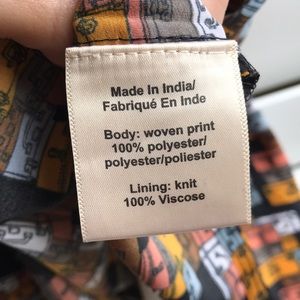 Made In India/
Fabriqué En Inde
Body: woven print
100% polyester/
polyester/poliester
Lining: knit
100% Viscose